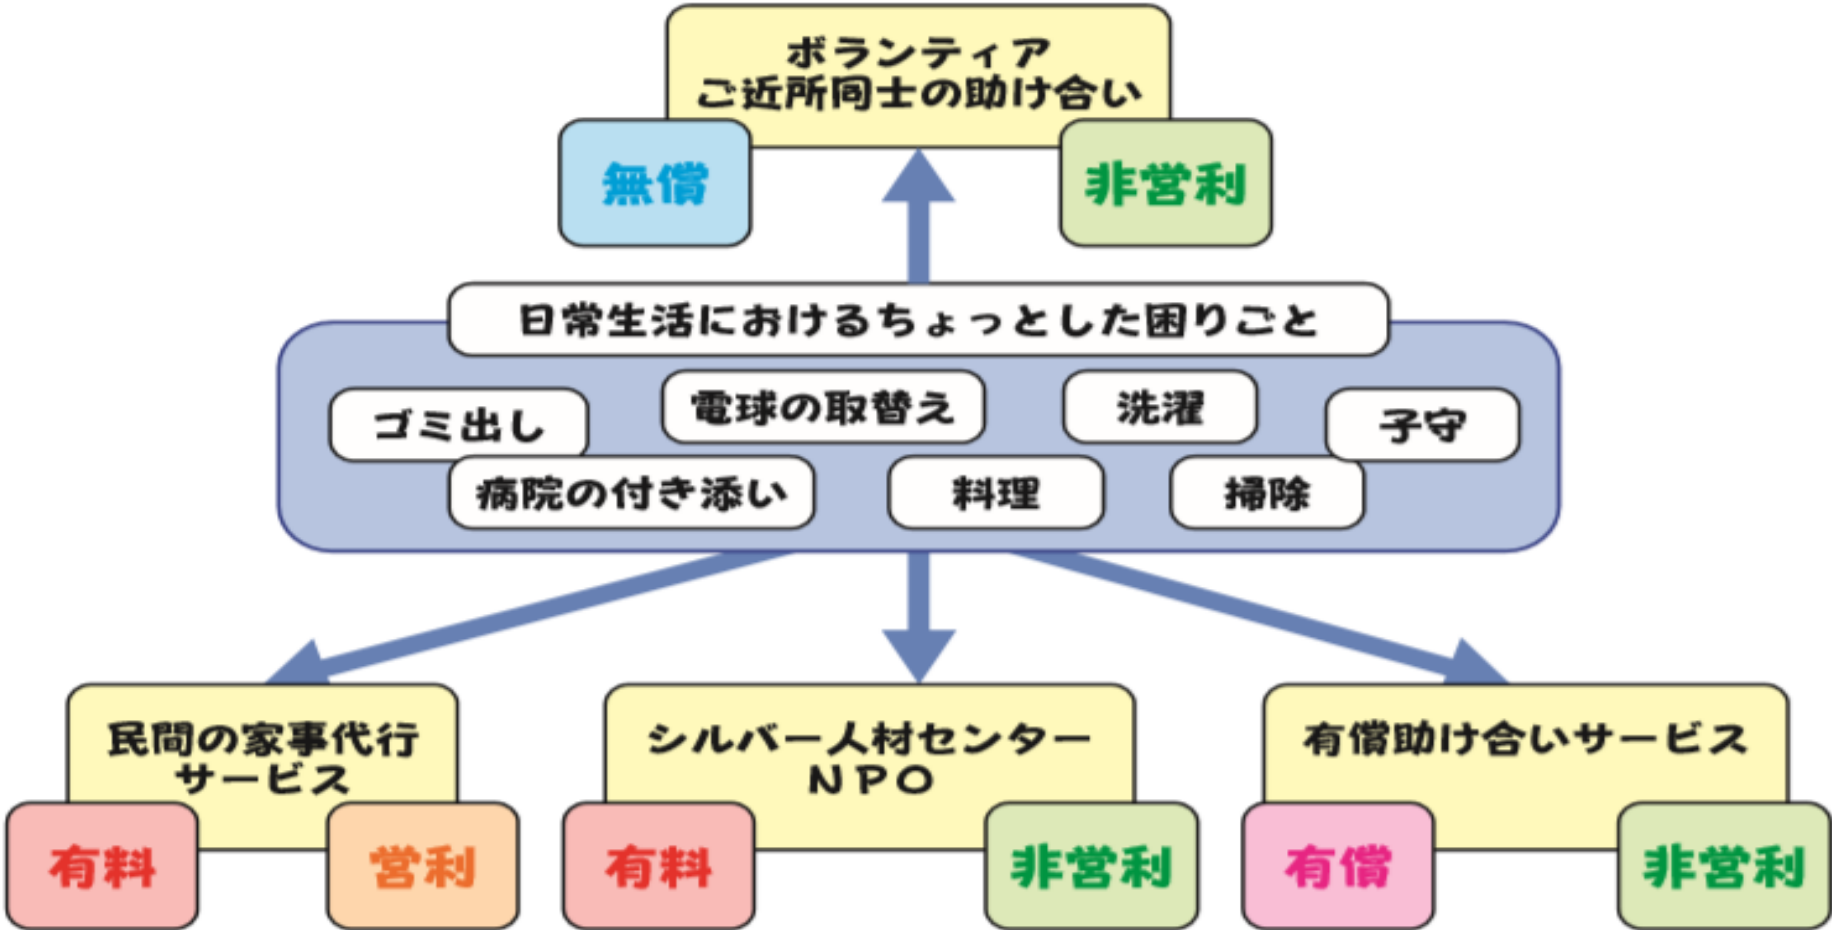 ボランティア
ご近所同士の助け合い
無償
非営利
日常生活におけるちょっとした困りごと
ゴミ出し
電球の取替え
洗濯
子守
病院の付き添い
料理
掃除
民間の家事代行
サービス
有料
営利
シルバー人材センター
ＮＰＯ
有料
非営利
有償助け合いサービス
有償
非営利